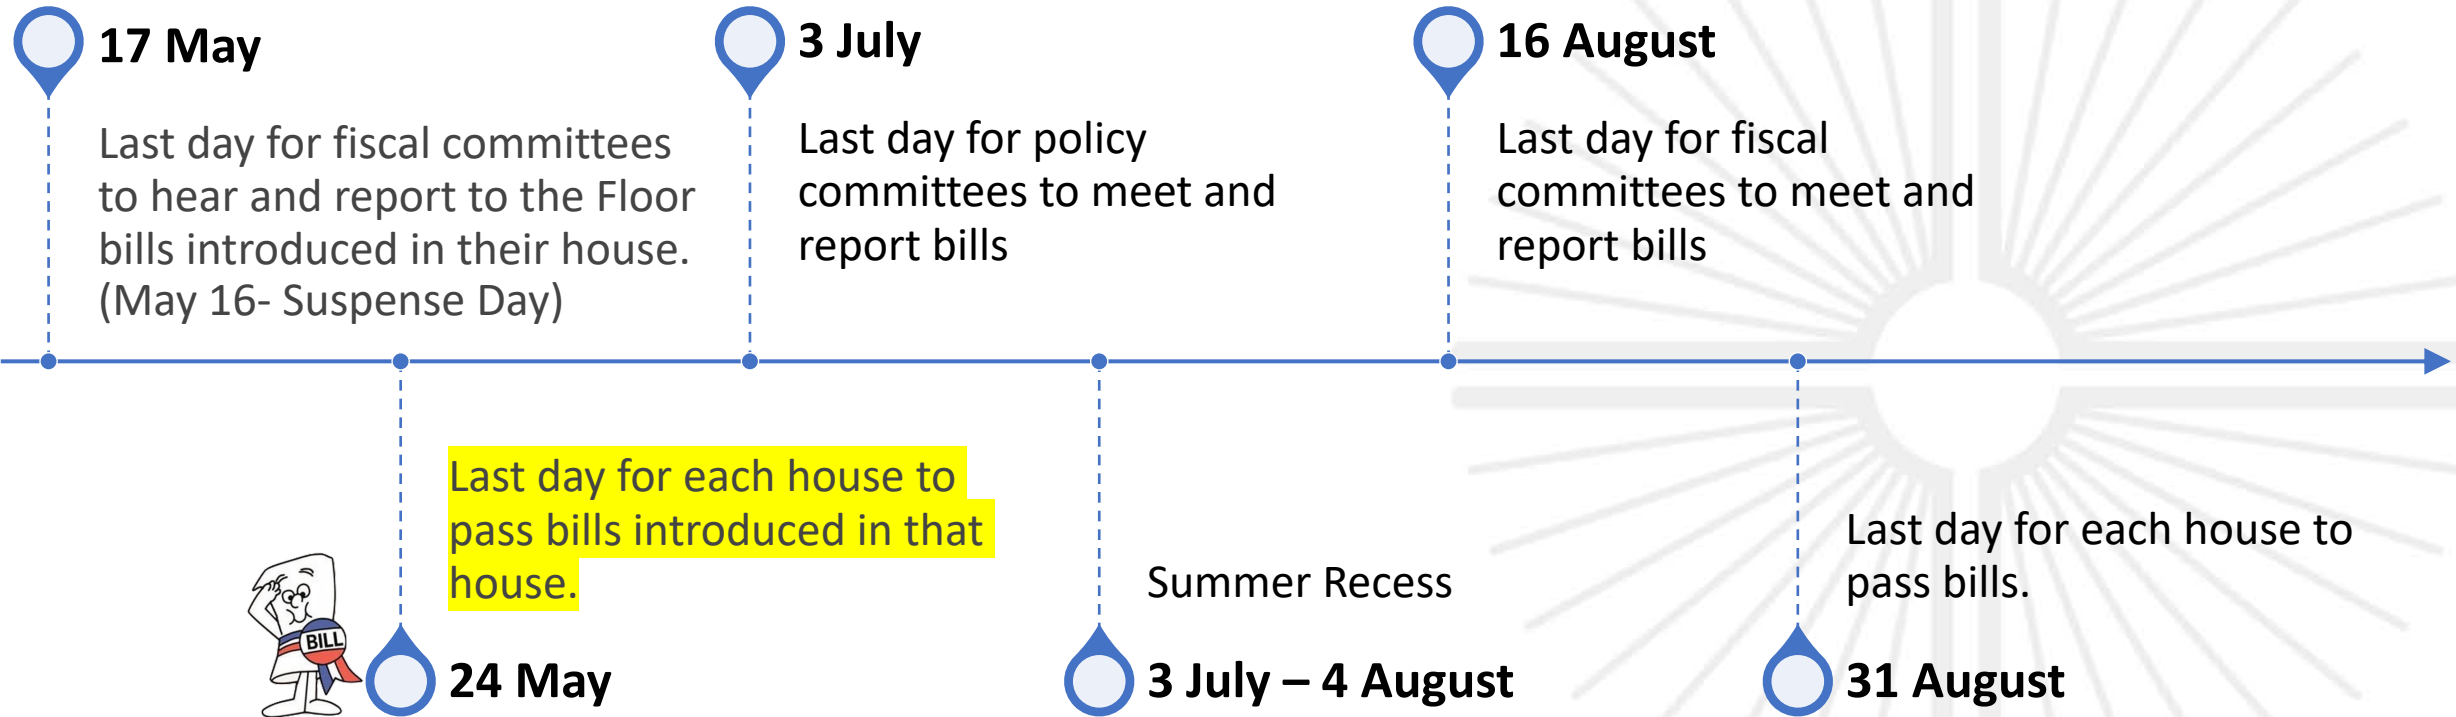 17 May
Last day for fiscal committees
to hear and report to the Floor
bills introduced in their house.
(May 16- Suspense Day)
3 July
Last day for policy
committees to meet and
report bills
16 August
Last day for fiscal
committees to meet and
report bills
Last day for each house to
pass bills introduced in that
house.
BILL
24 May
Summer Recess
3 July – 4 August
Last day for each house to
pass bills.
31 August